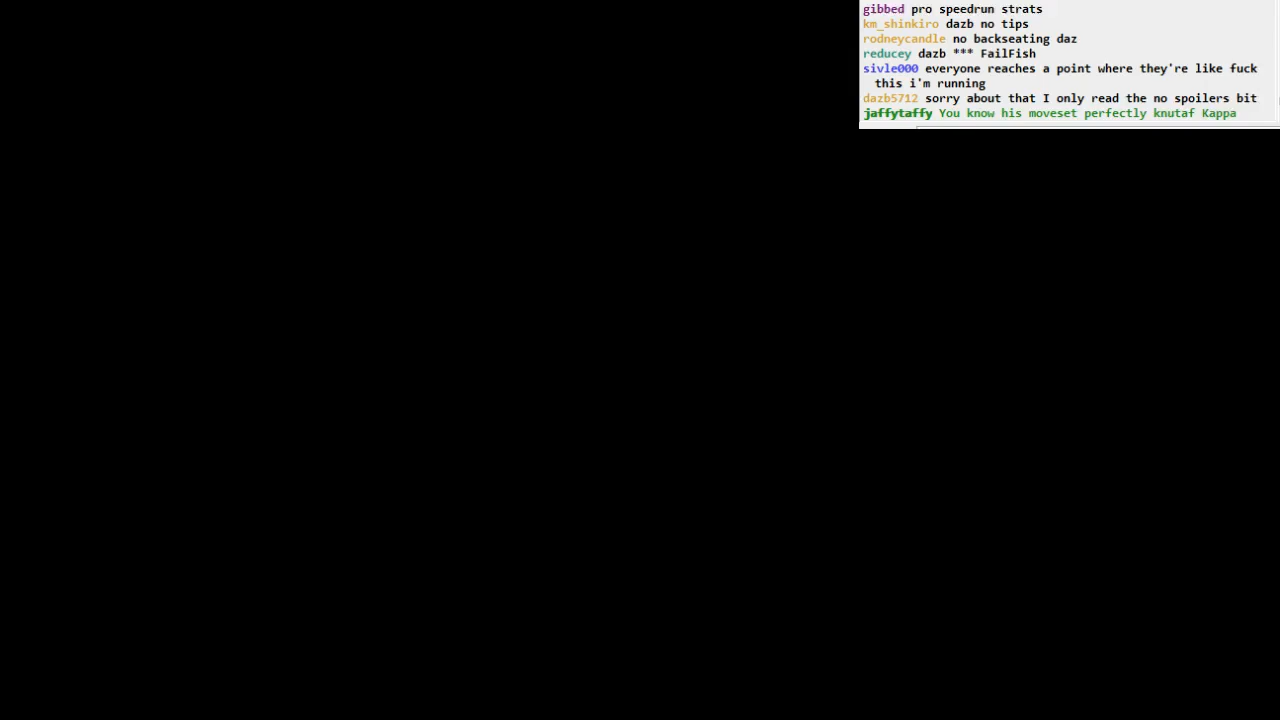 gibbed pro speedrun strats
km_shinkiro dazb no tips
rodneycandle no backseating daz
reducey dazb *** FailFish
sivle000 everyone reaches a point where they're like fuck
this i'm running
dazb5712 sorry about that I only read the no spoilers bit
jaffytaffy You know his moveset perfectly knutaf Kappa